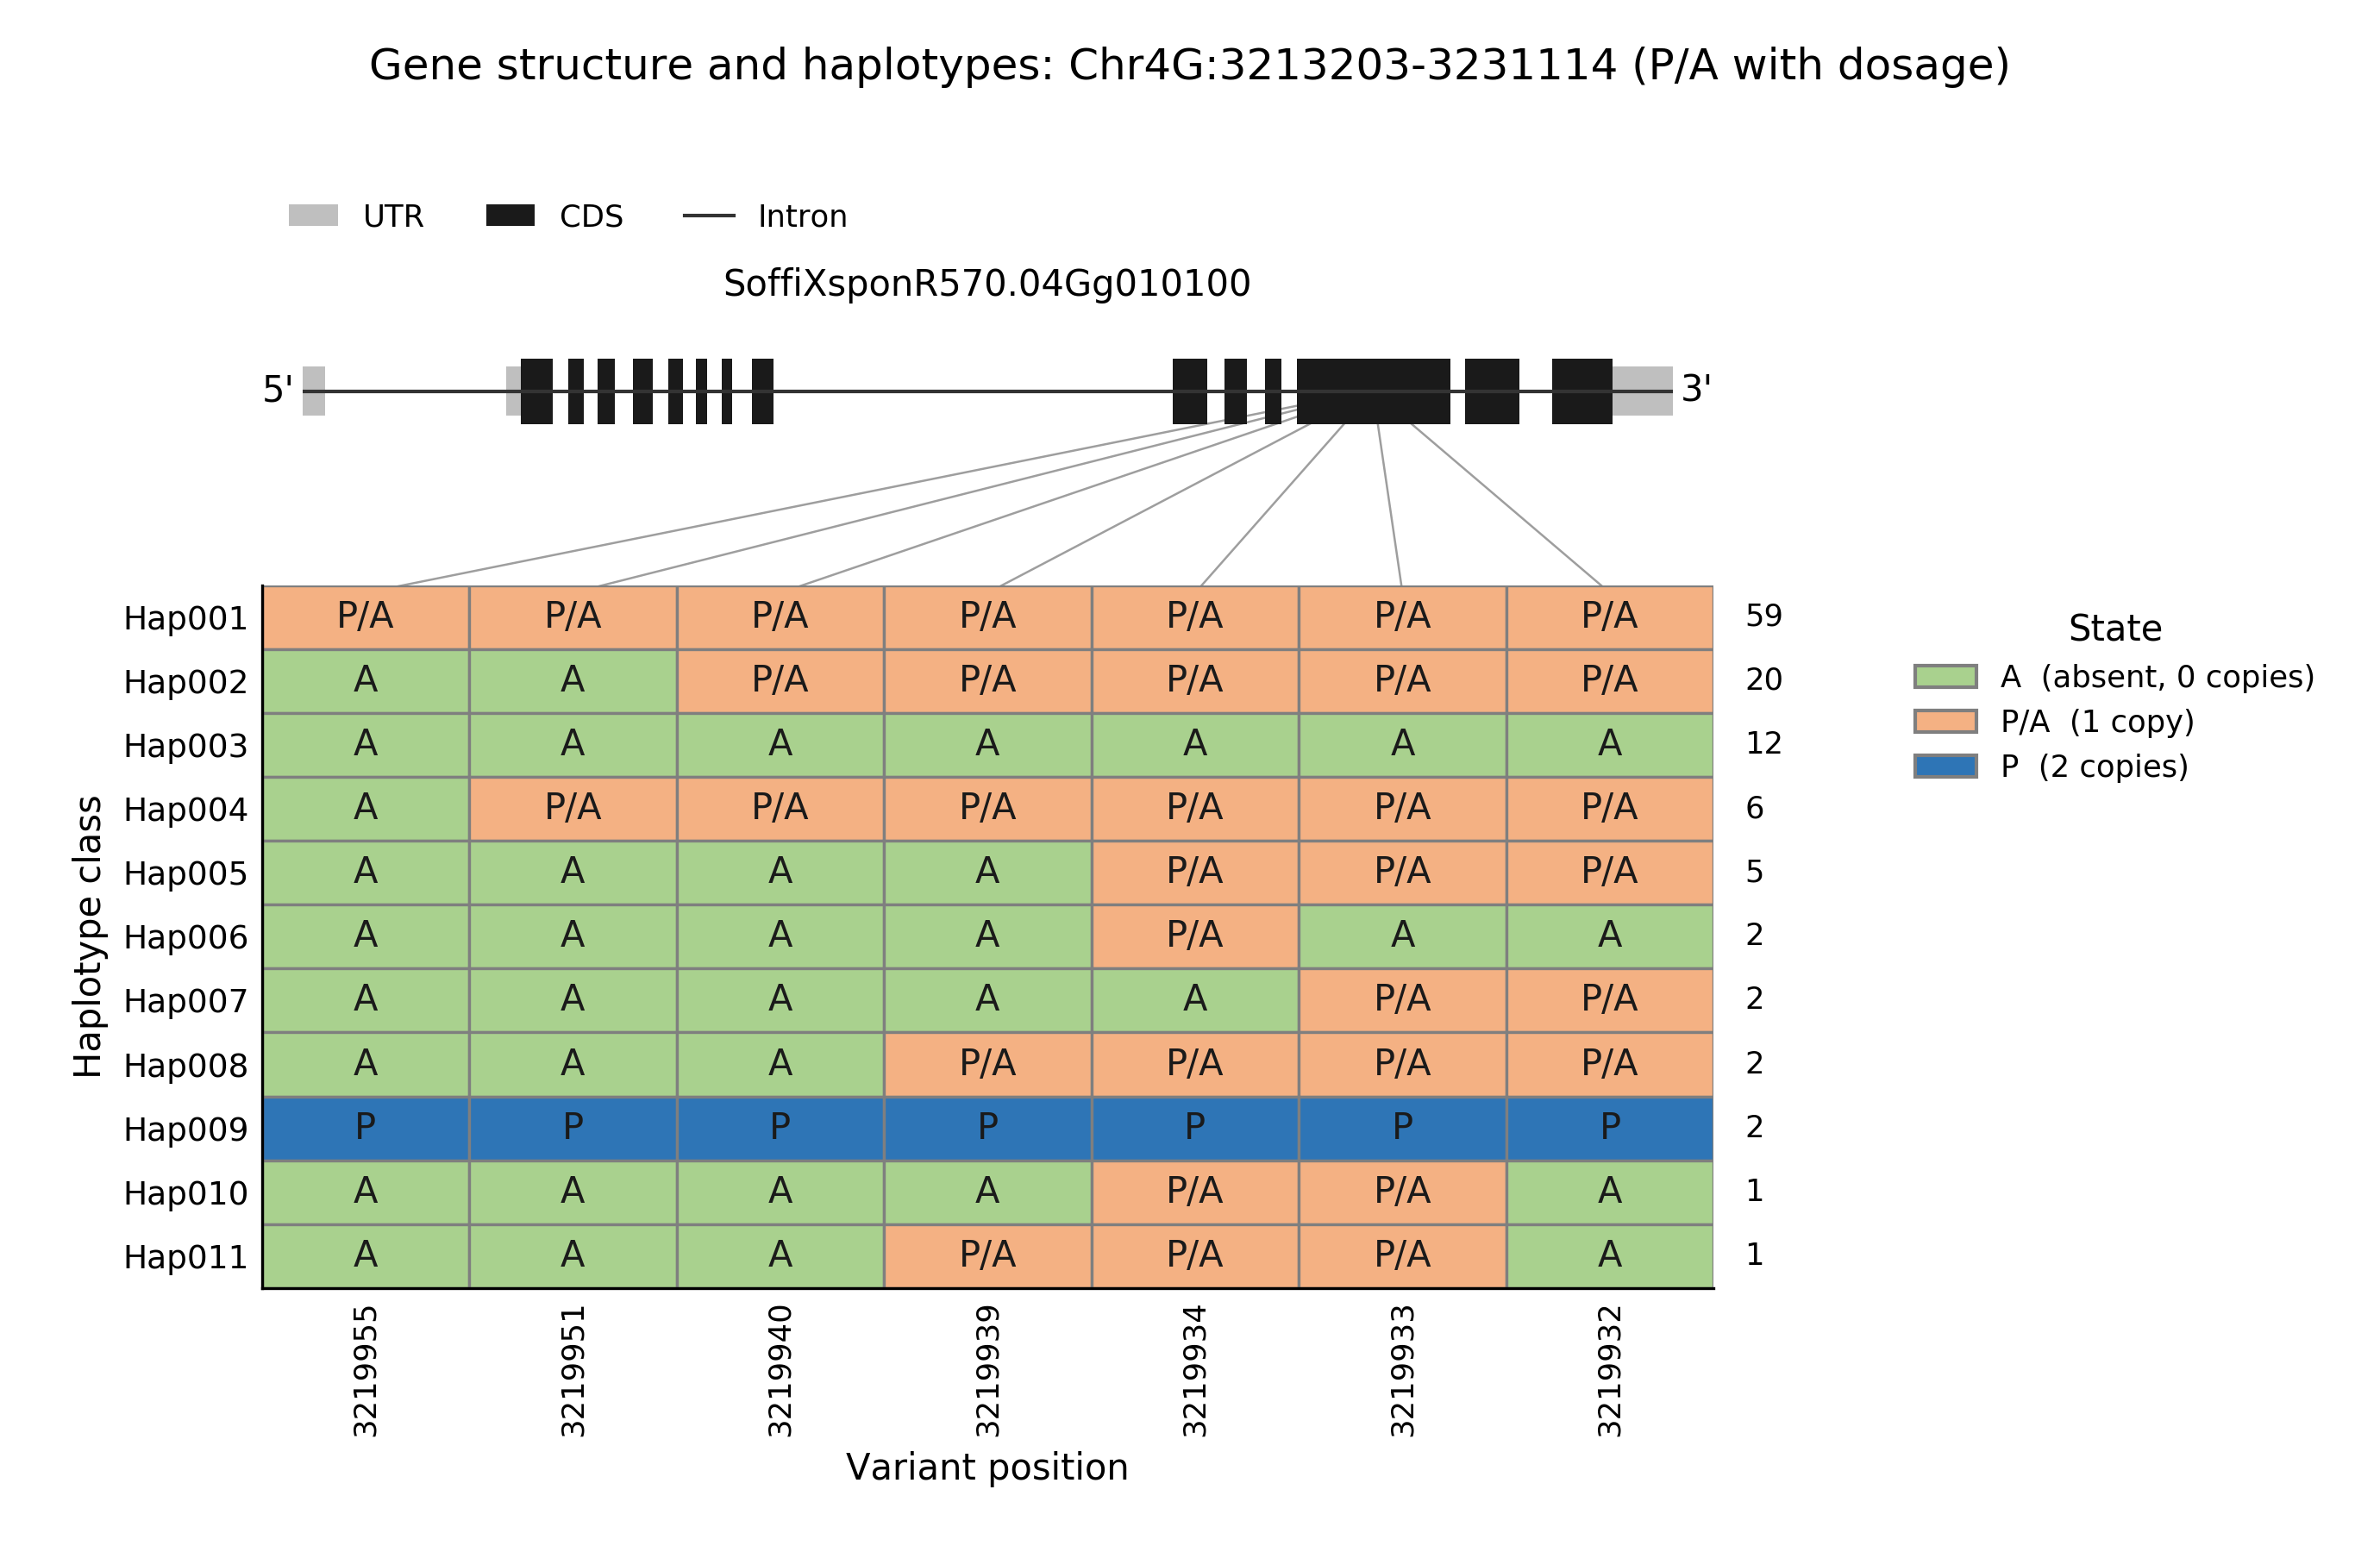 Gene structure and haplotypes: Chr4G:3213203-3231114 (P/A with dosage)
UTR CDS Intron
SoffiXsponR570.04Gg010100
5' 3'
Hap001 P/A P/A P/A P/A P/A P/A P/A 59
Hap002 A A P/A P/A P/A P/A P/A 20
Hap003 A A A A A A A 12
Hap004 A P/A P/A P/A P/A P/A P/A 6
Hap005 A A A A P/A P/A P/A 5
Hap006 A A A A P/A A A 2
Hap007 A A A A A P/A P/A 2
Hap008 A A A P/A P/A P/A P/A 2
Hap009 P P P P P P P 2
Hap010 A A A A P/A P/A A 1
Hap011 A A A P/A P/A P/A A 1
Haplotype class
3219955 3219951 3219940 3219939 3219934 3219933 3219932
Variant position
State
A (absent, 0 copies)
P/A (1 copy)
P (2 copies)